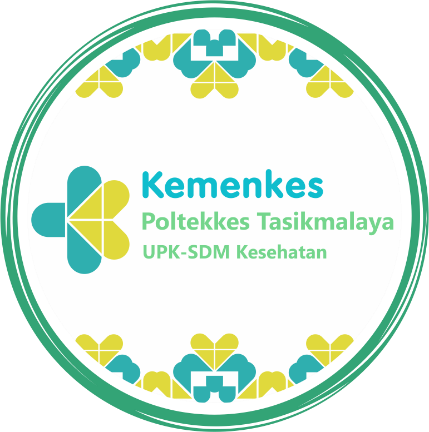 Kemenkes
Poltekkes Tasikmalaya
UPK-SDM Kesehatan